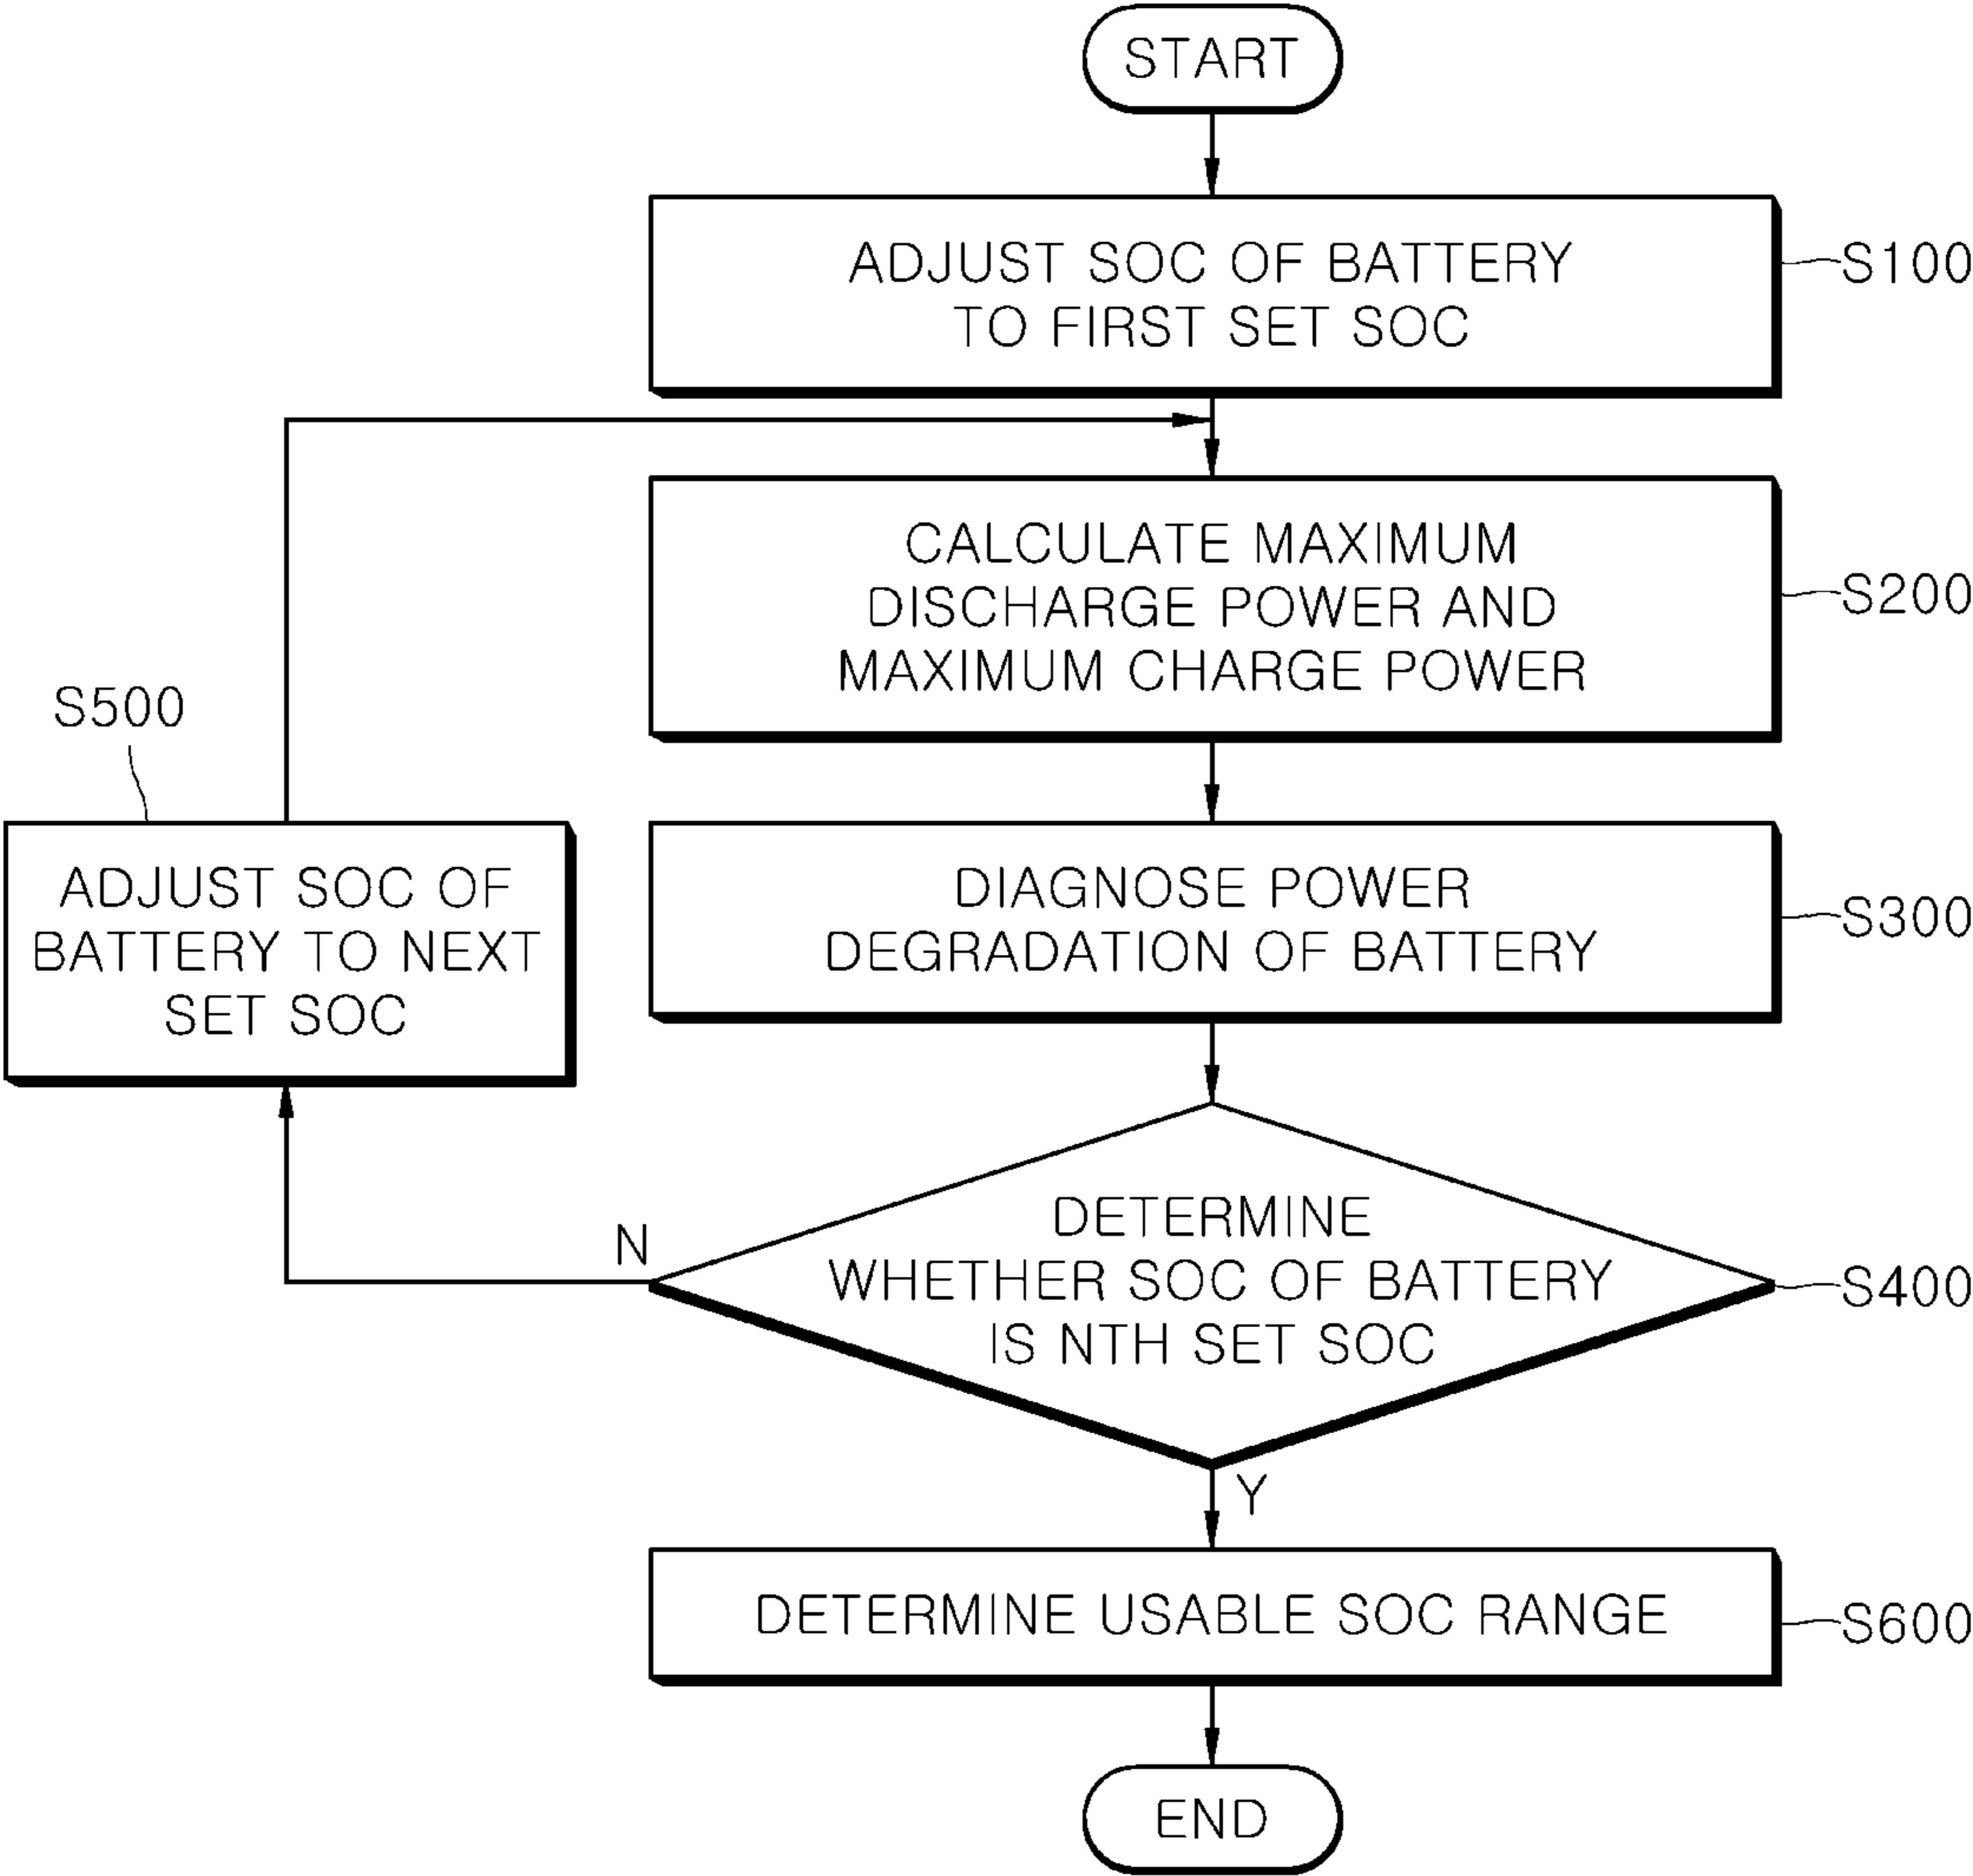 START
ADJUST SOC OF BATTERY
TO FIRST SET SOC
S100
CALCULATE MAXIMUM
DISCHARGE POWER AND
MAXIMUM CHARGE POWER
S200
S500
ADJUST SOC OF
BATTERY TO NEXT
SET SOC
DIAGNOSE POWER
DEGRADATION OF BATTERY
S300
N
DETERMINE
WHETHER SOC OF BATTERY
IS NTH SET SOC
S400
Y
DETERMINE USABLE SOC RANGE
S600
END